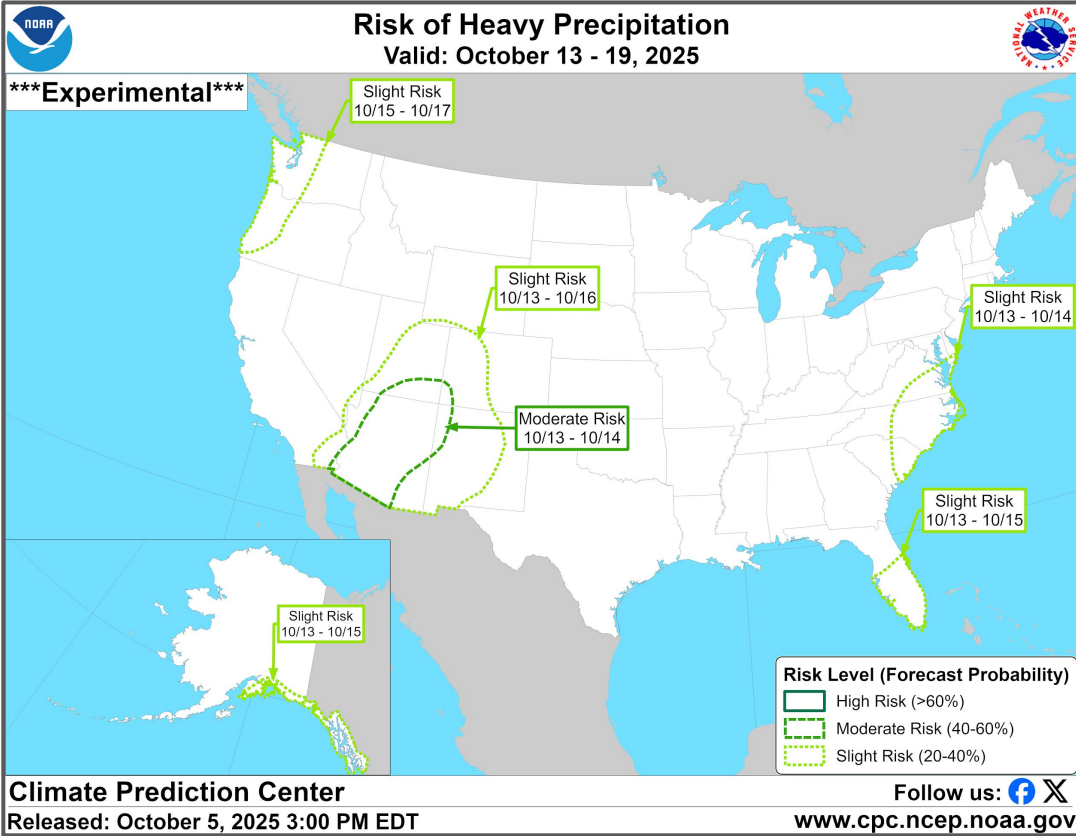 NOAA
Risk of Heavy Precipitation
Valid: October 13 - 19, 2025
NATIONAL WEATHER SERVICE
***Experimental***
Slight Risk
10/15 - 10/17
Slight Risk
10/13 - 10/16
Slight Risk
10/13 - 10/14
Moderate Risk
10/13 - 10/14
Slight Risk
10/13 - 10/15
Slight Risk
10/13 - 10/15
Risk Level (Forecast Probability)
High Risk (>60%)
Moderate Risk (40-60%)
Slight Risk (20-40%)
Climate Prediction Center
Follow us:
Released: October 5, 2025 3:00 PM EDT
www.cpc.ncep.noaa.gov